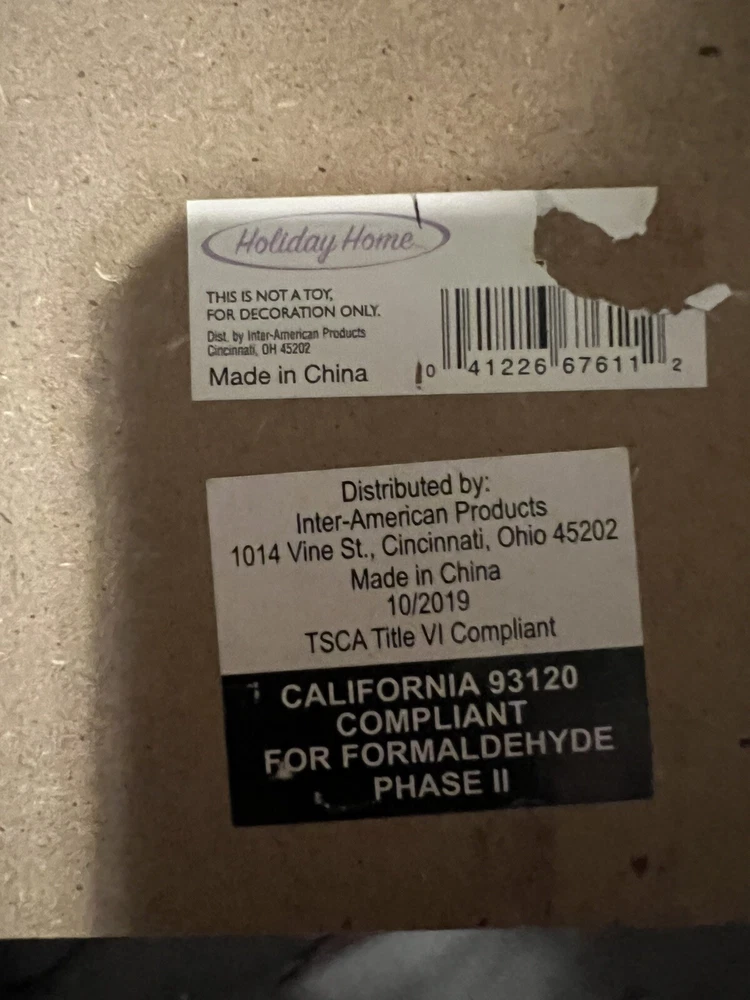 Holiday Home
THIS IS NOT A TOY,
FOR DECORATION ONLY.
Dist. by Inter-American Products
Cincinnati, OH 45202
Made in China
0 41226 67611 2
Distributed by:
Inter-American Products
1014 Vine St., Cincinnati, Ohio 45202
Made in China
10/2019
TSCA Title VI Compliant
CALIFORNIA 93120
COMPLIANT
FOR FORMALDEHYDE
PHASE II